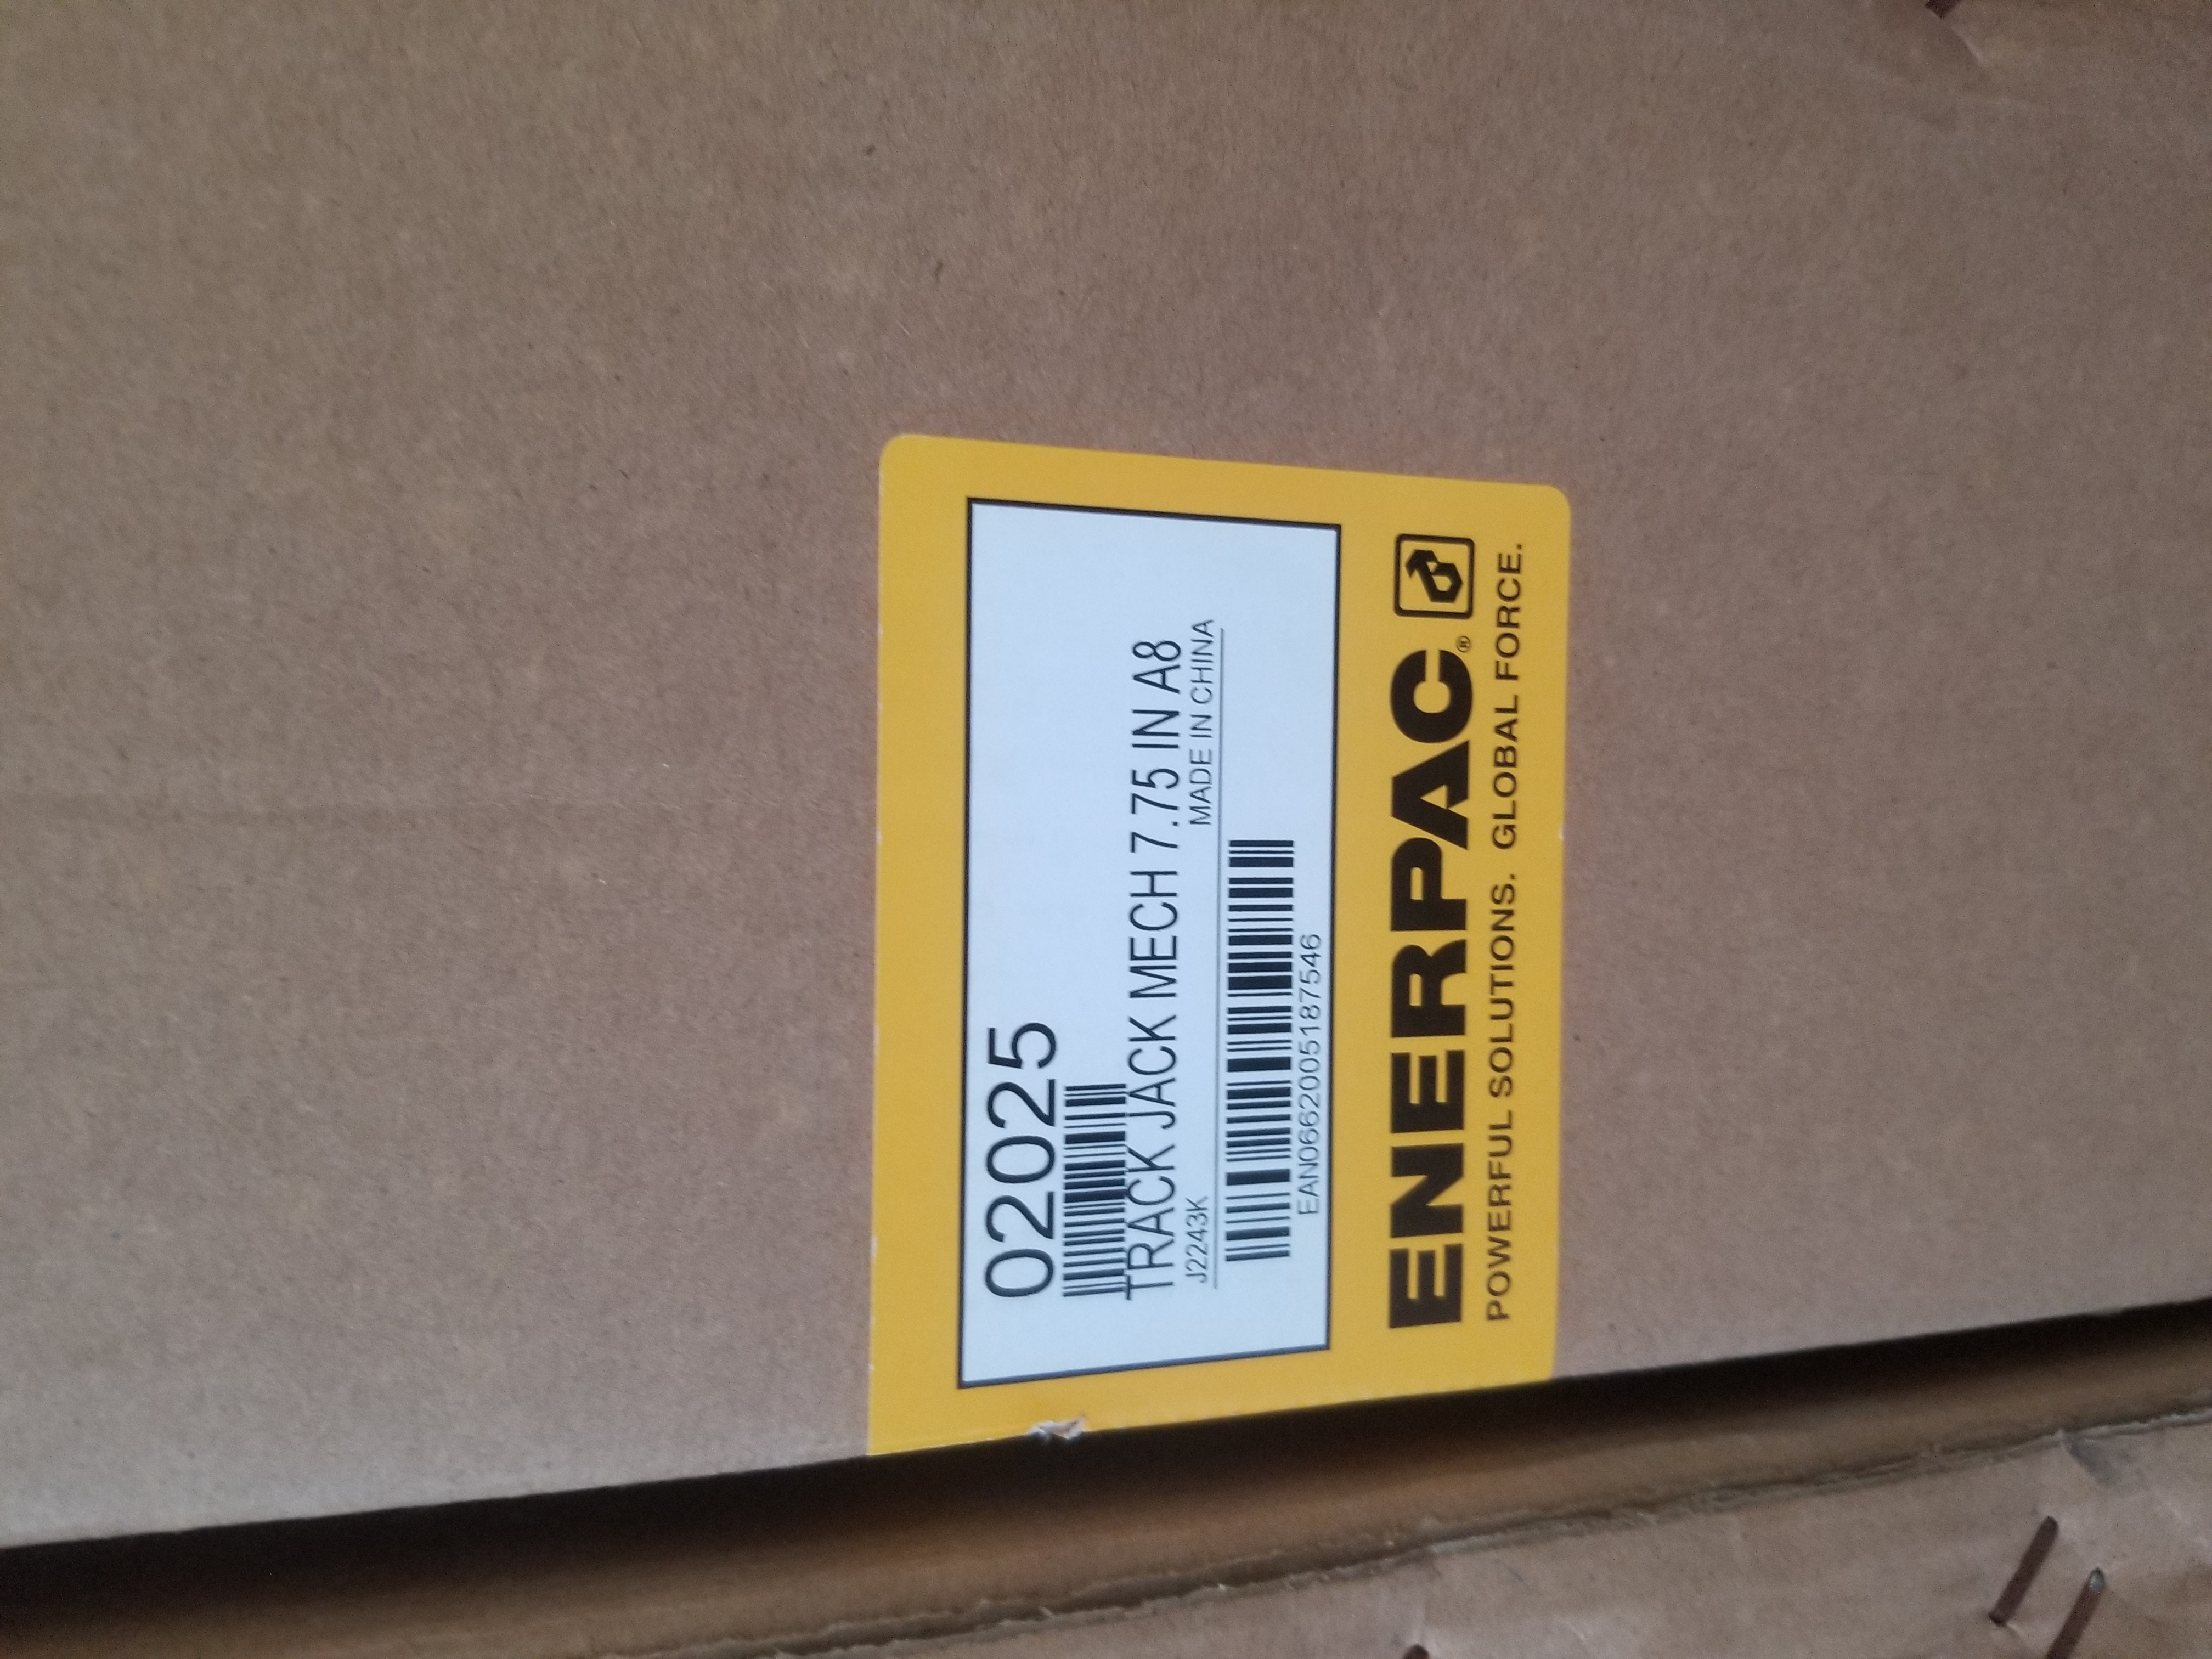 02025
TRACK JACK MECH 7.75 IN A8
J2243K MADE IN CHINA
EAN0662005187546
ENERPAC®
POWERFUL SOLUTIONS. GLOBAL FORCE.